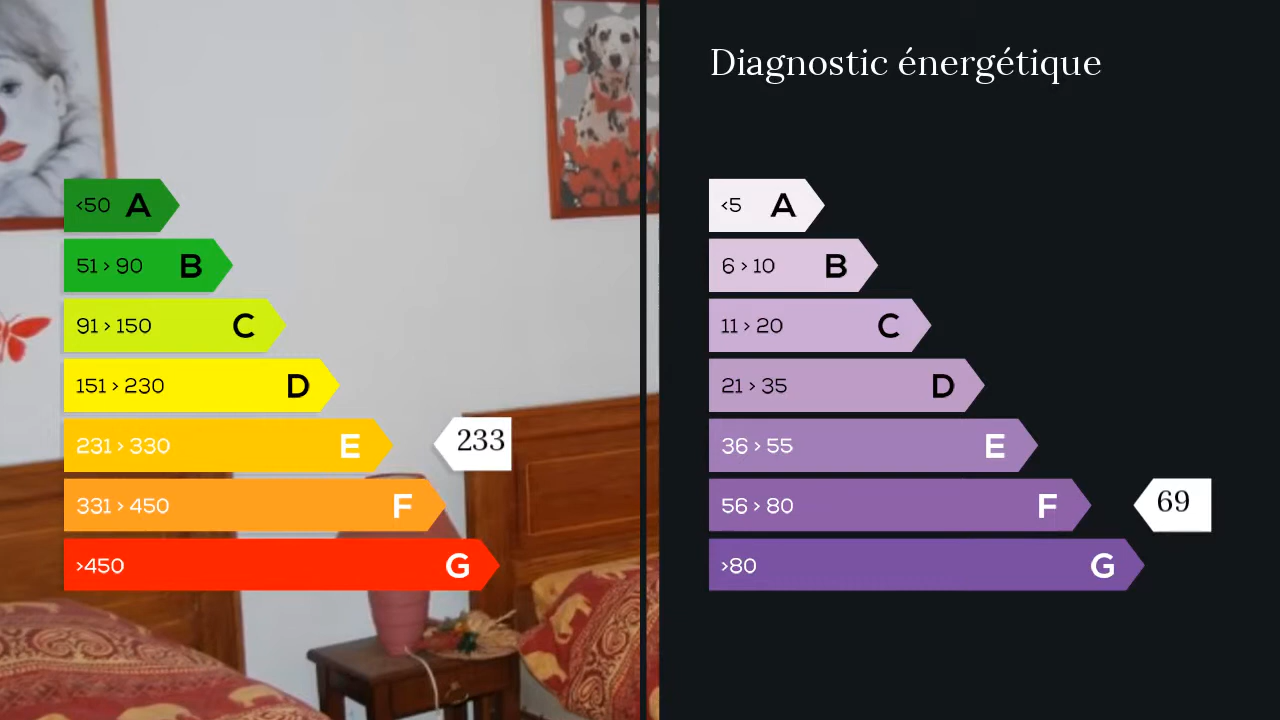 Diagnostic énergétique
<50 A
51 > 90 B
91 > 150 C
151 > 230 D
231 > 330 E
233
331 > 450 F
>450 G
<5 A
6 > 10 B
11 > 20 C
21 > 35 D
36 > 55 E
56 > 80 F
69
>80 G